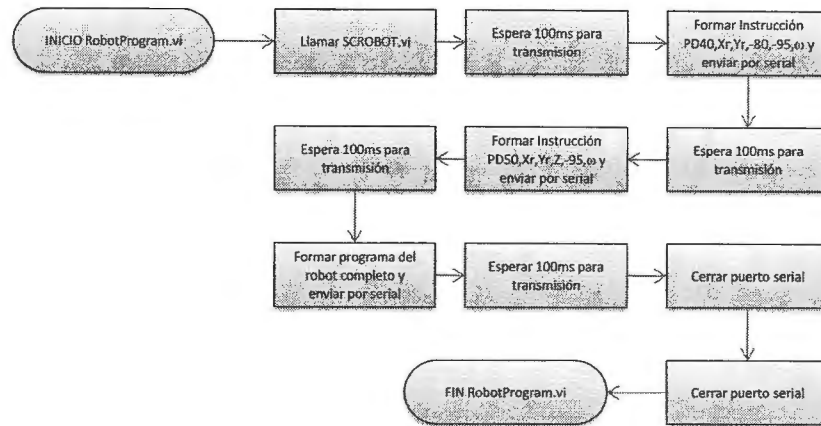 INICIO RobotProgram.vi
Llamar SCROBOT.vi
Espera 100ms para
transmisión
Formar Instrucción
PD40,Xr,Yr,-80,-95,ω y
enviar por serial
Espera 100ms para
transmisión
Formar Instrucción
PD50,Xr,Yr,Z,-95,ω y
enviar por serial
Espera 100ms para
transmisión
Formar programa del
robot completo y
enviar por serial
Esperar 100ms para
transmisión
Cerrar puerto serial
Cerrar puerto serial
FIN RobotProgram.vi